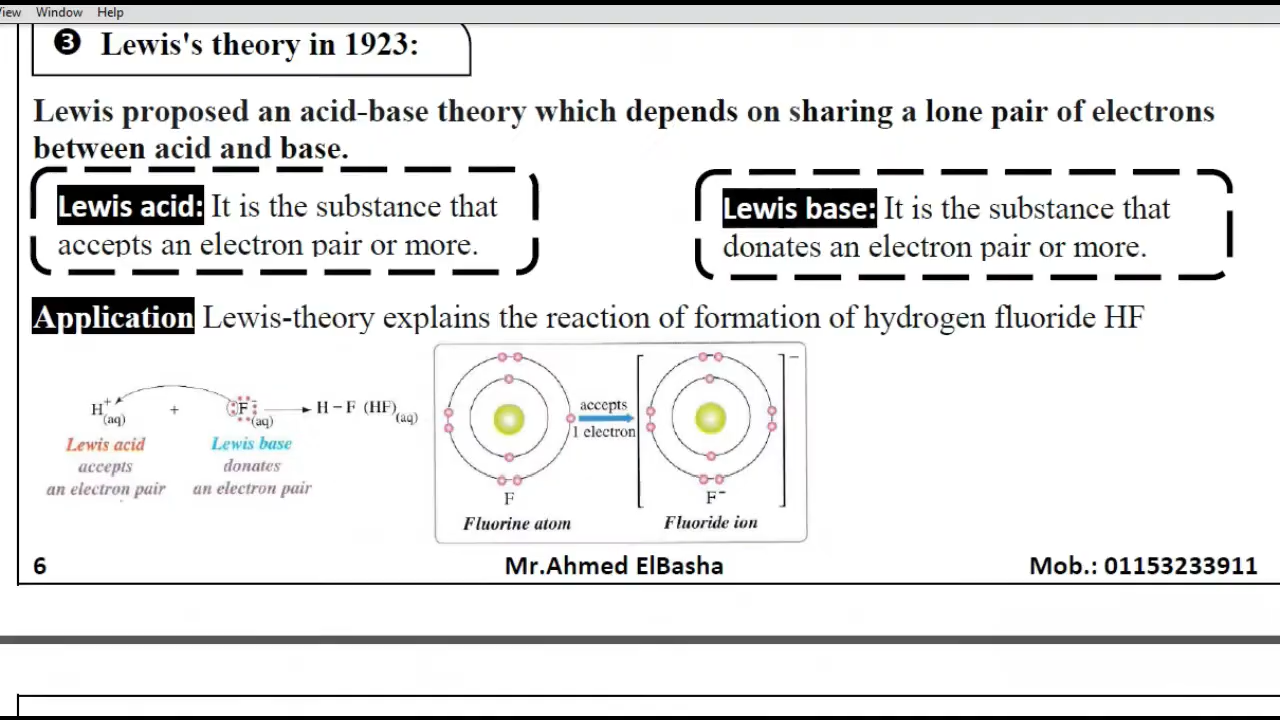 View Window Help
❸ Lewis's theory in 1923:
Lewis proposed an acid-base theory which depends on sharing a lone pair of electrons
between acid and base.
Lewis acid: It is the substance that
accepts an electron pair or more.
Lewis base: It is the substance that
donates an electron pair or more.
Application Lewis-theory explains the reaction of formation of hydrogen fluoride HF
H+(aq) + F-(aq) → H – F (HF)(aq)
Lewis acid
accepts
an electron pair
Lewis base
donates
an electron pair
accepts
1 electron
F
Fluorine atom
F–
Fluoride ion
–
6 Mr.Ahmed ElBasha Mob.: 01153233911